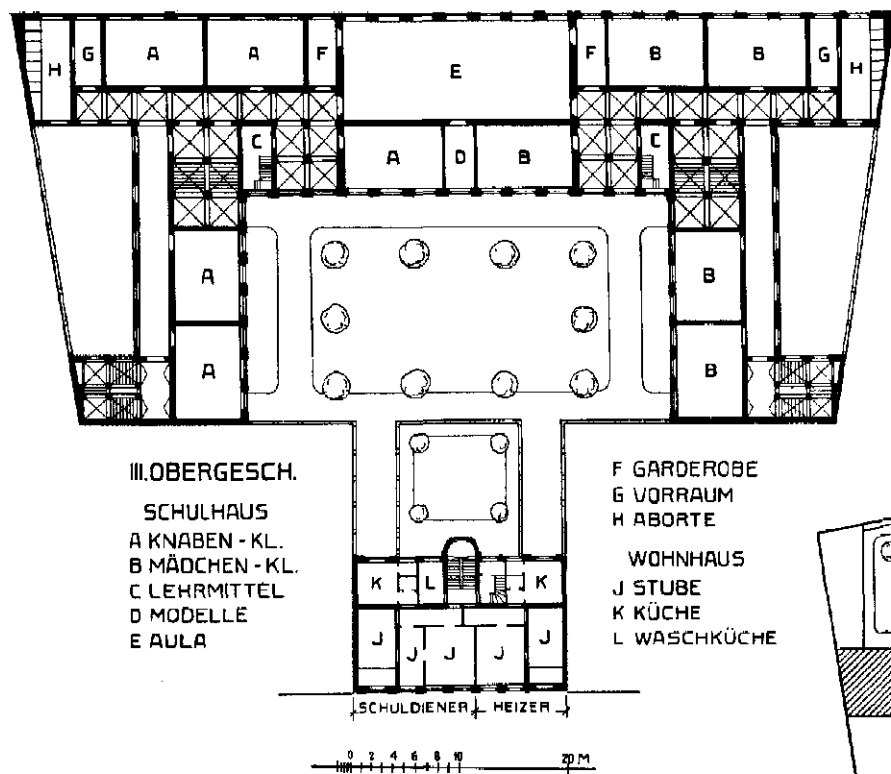 H G A A F E F B B G H
C A D B C
A B
A B
III. OBERGESCH.
SCHULHAUS
A KNABEN - KL.
B MÄDCHEN - KL.
C LEHRMITTEL
D MODELLE
E AULA
F GARDEROBE
G VORRAUM
H ABORTE
WOHNHAUS
J STUBE
K KÜCHE
L WASCHKÜCHE
K L K
J J J J J
SCHULDIENER HEIZER
0 2 4 6 8 10 20 M